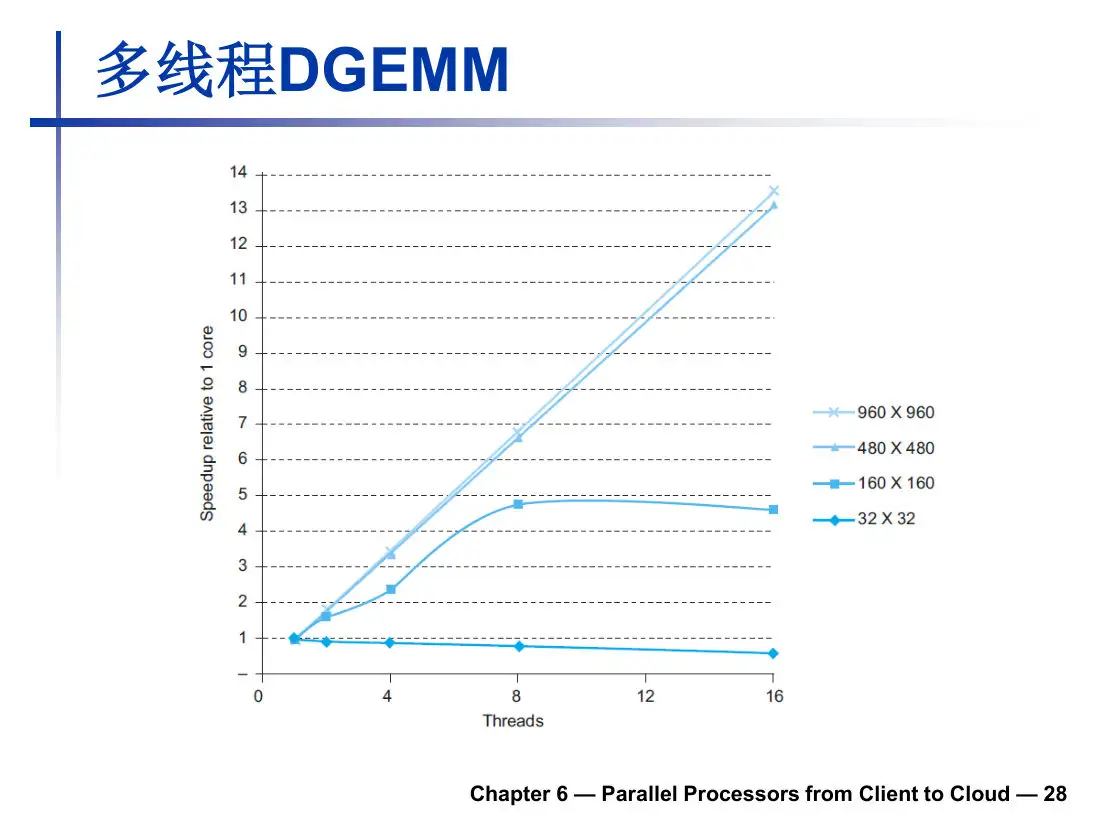 多线程DGEMM
14
13
12
11
10
9
8
7
6
5
4
3
2
1
–
Speedup relative to 1 core
0 4 8 12 16
Threads
960 X 960
480 X 480
160 X 160
32 X 32
Chapter 6 — Parallel Processors from Client to Cloud — 28